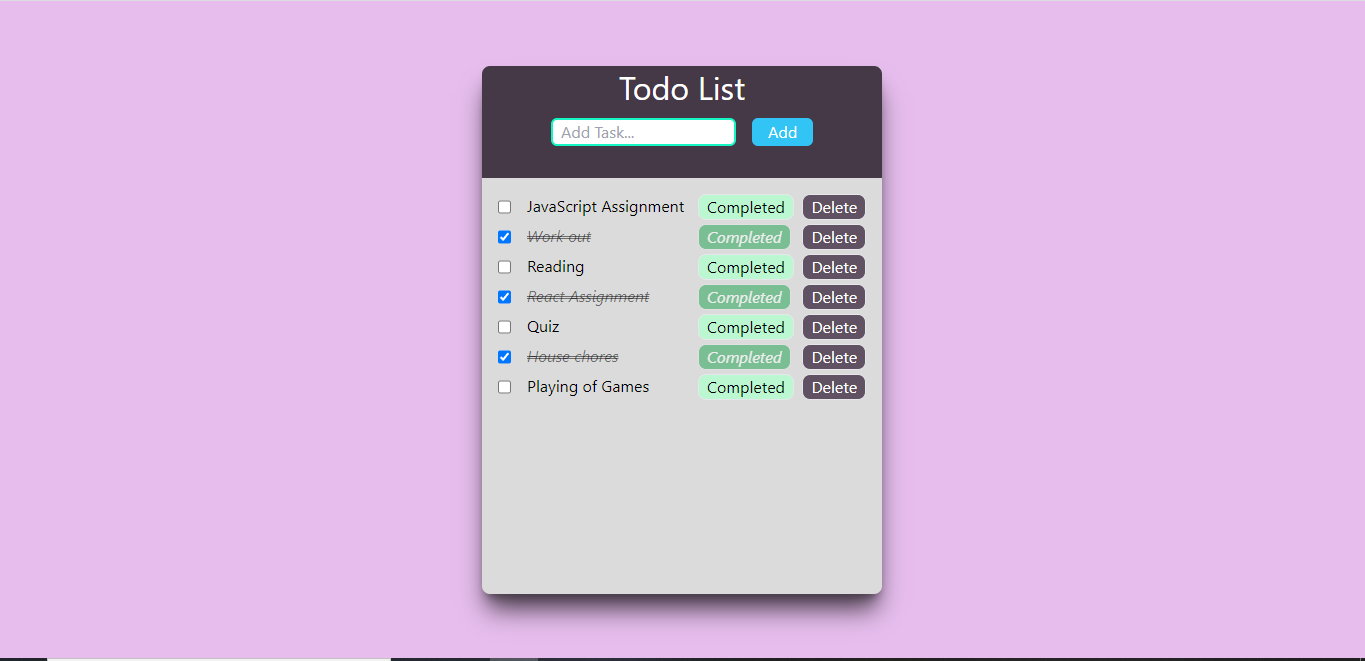 Todo List
Add Task... Add
JavaScript Assignment Completed Delete
Work out Completed Delete
Reading Completed Delete
React Assignment Completed Delete
Quiz Completed Delete
House chores Completed Delete
Playing of Games Completed Delete